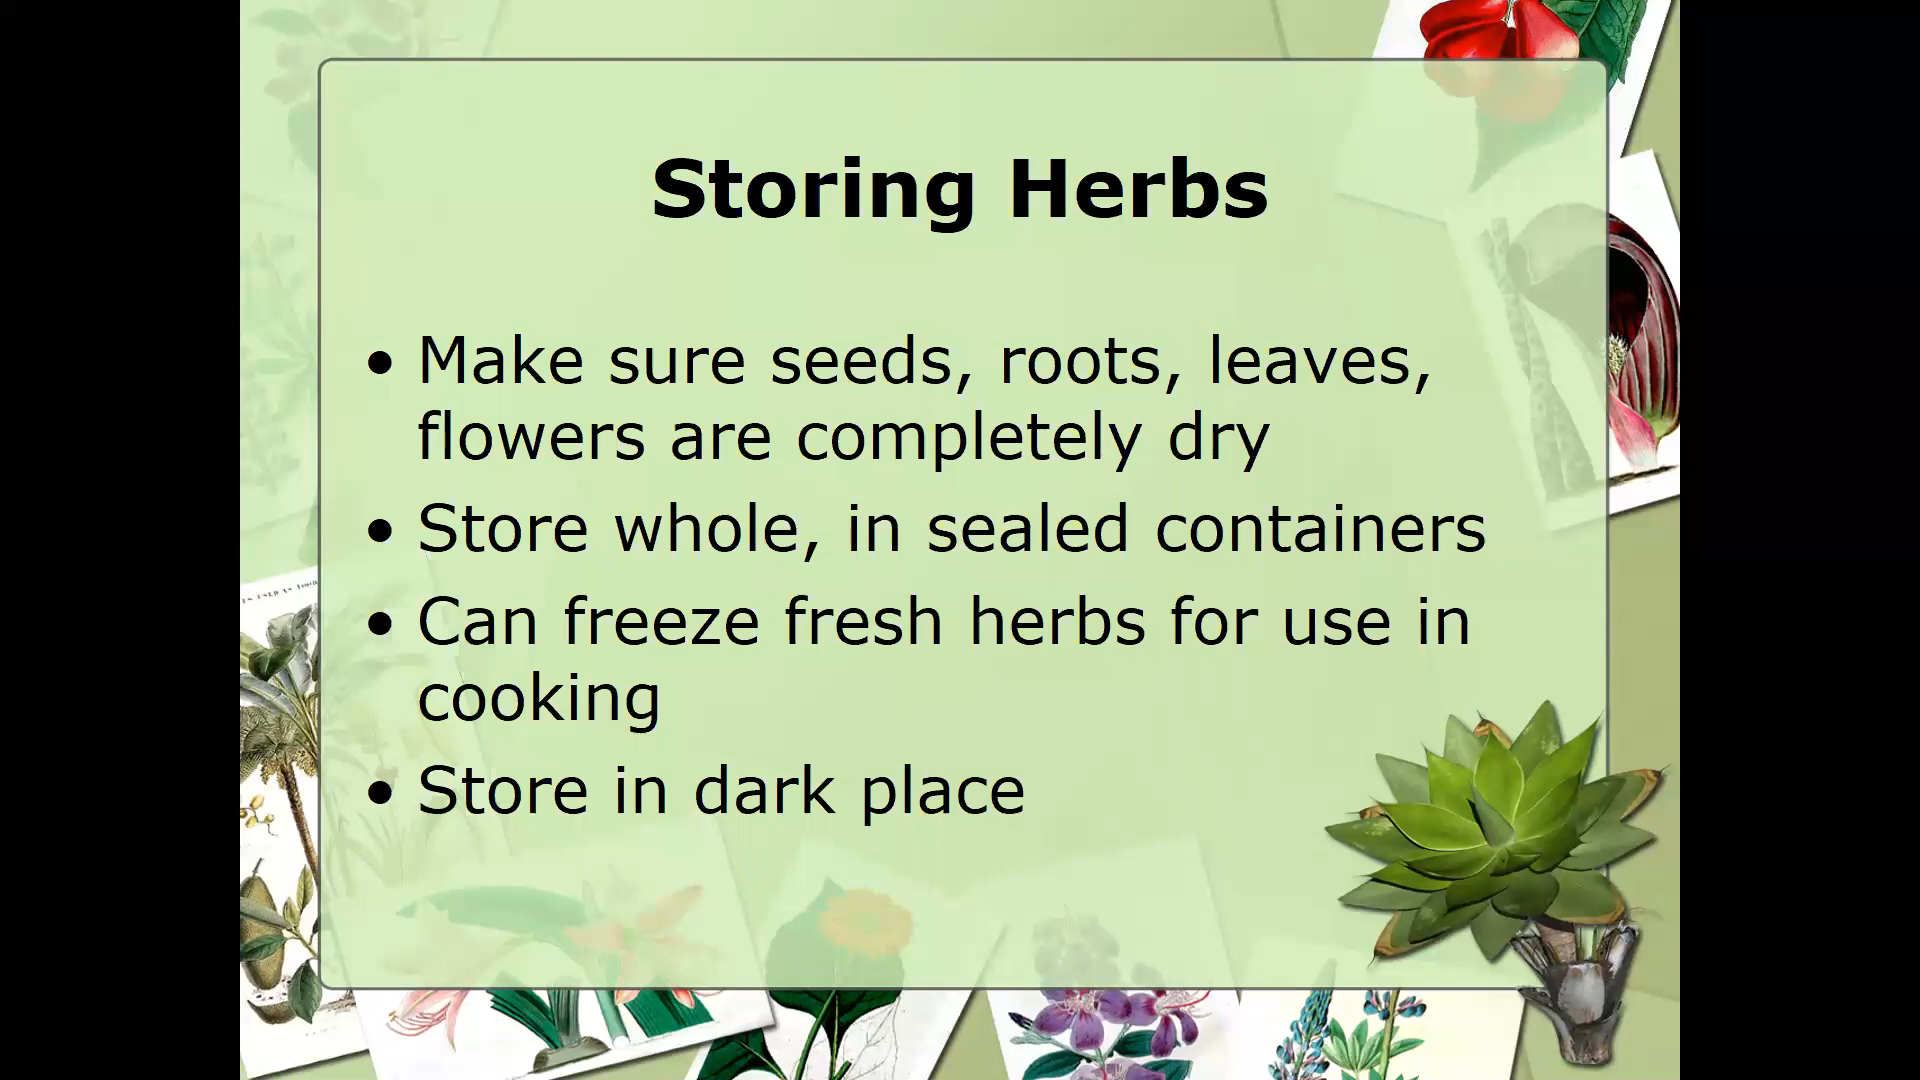 Storing Herbs
• Make sure seeds, roots, leaves,
flowers are completely dry
• Store whole, in sealed containers
• Can freeze fresh herbs for use in
cooking
• Store in dark place